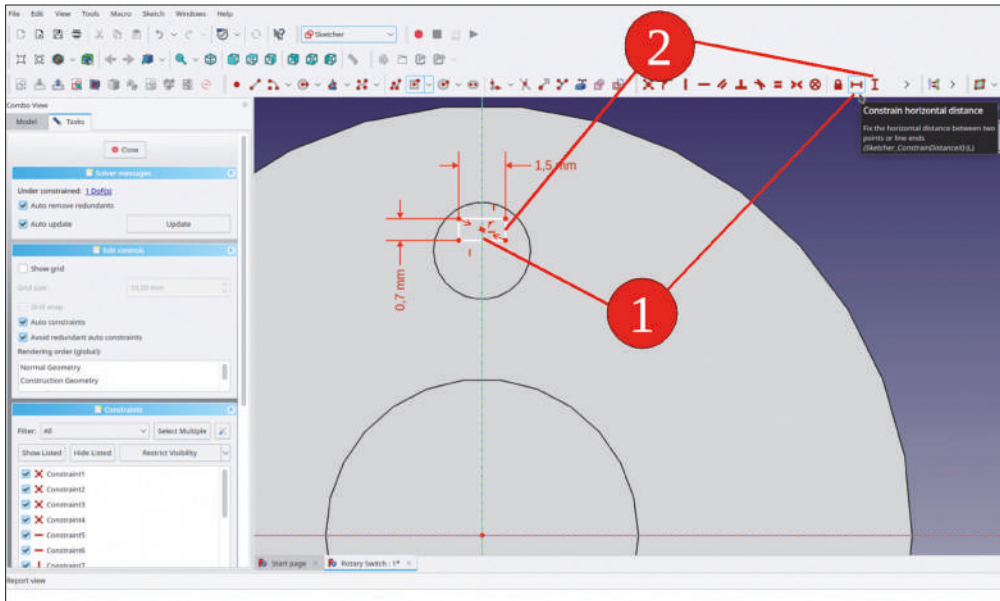 File Edit View Tools Macro Sketch Windows Help
Sketcher
2
Constrain horizontal distance
Fix the horizontal distance between two
points or line ends
(Sketcher_ConstrainDistanceX) (L)
Combo View
Model Tasks
Close
Solver messages
Under constrained: 1 DoF(s)
Auto remove redundants
Auto update Update
Edit controls
Show grid
Grid size: 10,00 mm
Grid snap
Auto constraints
Avoid redundant auto constraints
Rendering order (global):
Normal Geometry
Construction Geometry
Constraints
Filter: All Select Multiple
Show Listed Hide Listed Restrict Visibility
Constraint1
Constraint2
Constraint3
Constraint4
Constraint5
Constraint6
Constraint7
1,5 mm
0,7 mm
1
Start page Rotary Switch : 1*
Report view